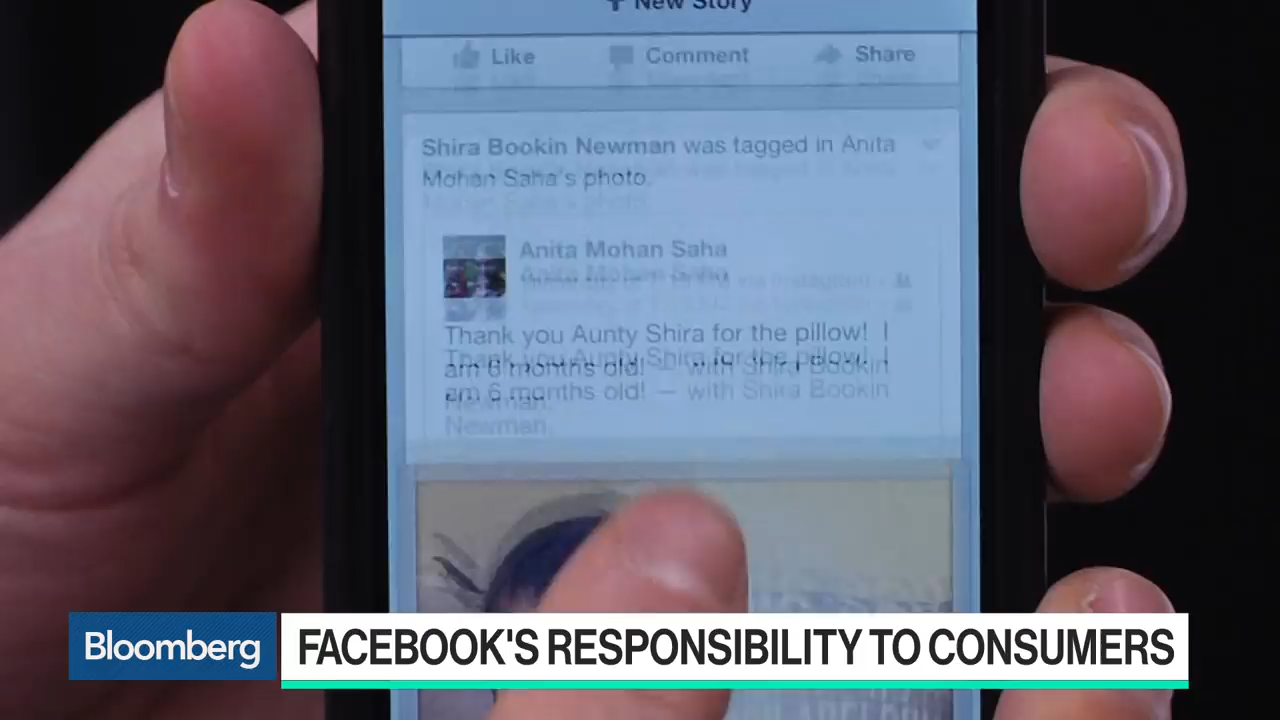 + New Story
Like Comment Share
Shira Bookin Newman was tagged in Anita
Mohan Saha's photo.
Anita Mohan Saha
via Instagram
Thank you Aunty Shira for the pillow! I
am 6 months old! — with Shira Bookin
Newman.
Bloomberg
FACEBOOK'S RESPONSIBILITY TO CONSUMERS